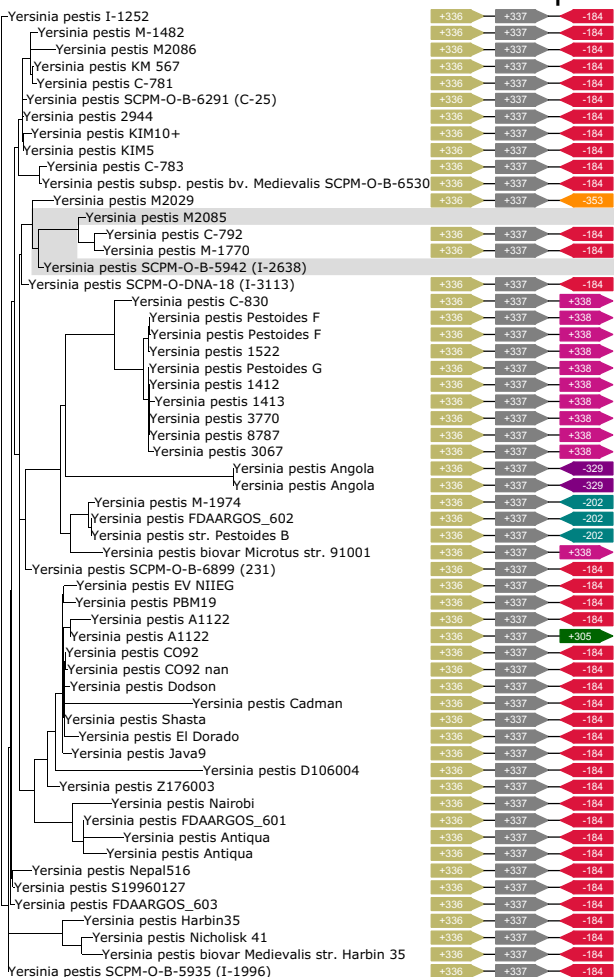 Yersinia pestis I-1252 +336 +337 -184
Yersinia pestis M-1482 +336 +337 -184
Yersinia pestis M2086 +336 +337 -184
Yersinia pestis KM 567 +336 +337 -184
Yersinia pestis C-781 +336 +337 -184
Yersinia pestis SCPM-O-B-6291 (C-25) +336 +337 -184
Yersinia pestis 2944 +336 +337 -184
Yersinia pestis KIM10+ +336 +337 -184
Yersinia pestis KIM5 +336 +337 -184
Yersinia pestis C-783 +336 +337 -184
Yersinia pestis subsp. pestis bv. Medievalis SCPM-O-B-6530 +336 +337 -184
Yersinia pestis M2029 +336 +337 -353
Yersinia pestis M2085
Yersinia pestis C-792 +336 +337 -184
Yersinia pestis M-1770 +336 +337 -184
Yersinia pestis SCPM-O-B-5942 (I-2638)
Yersinia pestis SCPM-O-DNA-18 (I-3113) +336 +337 -184
Yersinia pestis C-830 +336 +337 +338
Yersinia pestis Pestoides F +336 +337 +338
Yersinia pestis Pestoides F +336 +337 +338
Yersinia pestis 1522 +336 +337 +338
Yersinia pestis Pestoides G +336 +337 +338
Yersinia pestis 1412 +336 +337 +338
Yersinia pestis 1413 +336 +337 +338
Yersinia pestis 3770 +336 +337 +338
Yersinia pestis 8787 +336 +337 +338
Yersinia pestis 3067 +336 +337 +338
Yersinia pestis Angola +336 +337 -329
Yersinia pestis Angola +336 +337 -329
Yersinia pestis M-1974 +336 +337 -202
Yersinia pestis FDAARGOS_602 +336 +337 -202
Yersinia pestis str. Pestoides B +336 +337 -202
Yersinia pestis biovar Microtus str. 91001 +336 +337 +338
Yersinia pestis SCPM-O-B-6899 (231) +336 +337 -184
Yersinia pestis EV NIIEG +336 +337 -184
Yersinia pestis PBM19 +336 +337 -184
Yersinia pestis A1122 +336 +337 -184
Yersinia pestis A1122 +336 +337 +305
Yersinia pestis CO92 +336 +337 -184
Yersinia pestis CO92 nan +336 +337 -184
Yersinia pestis Dodson +336 +337 -184
Yersinia pestis Cadman +336 +337 -184
Yersinia pestis Shasta +336 +337 -184
Yersinia pestis El Dorado +336 +337 -184
Yersinia pestis Java9 +336 +337 -184
Yersinia pestis D106004 +336 +337 -184
Yersinia pestis Z176003 +336 +337 -184
Yersinia pestis Nairobi +336 +337 -184
Yersinia pestis FDAARGOS_601 +336 +337 -184
Yersinia pestis Antiqua +336 +337 -184
Yersinia pestis Antiqua +336 +337 -184
Yersinia pestis Nepal516 +336 +337 -184
Yersinia pestis S19960127 +336 +337 -184
Yersinia pestis FDAARGOS_603 +336 +337 -184
Yersinia pestis Harbin35 +336 +337 -184
Yersinia pestis Nicholisk 41 +336 +337 -184
Yersinia pestis biovar Medievalis str. Harbin 35 +336 +337 -184
Yersinia pestis SCPM-O-B-5935 (I-1996) +336 +337 -184